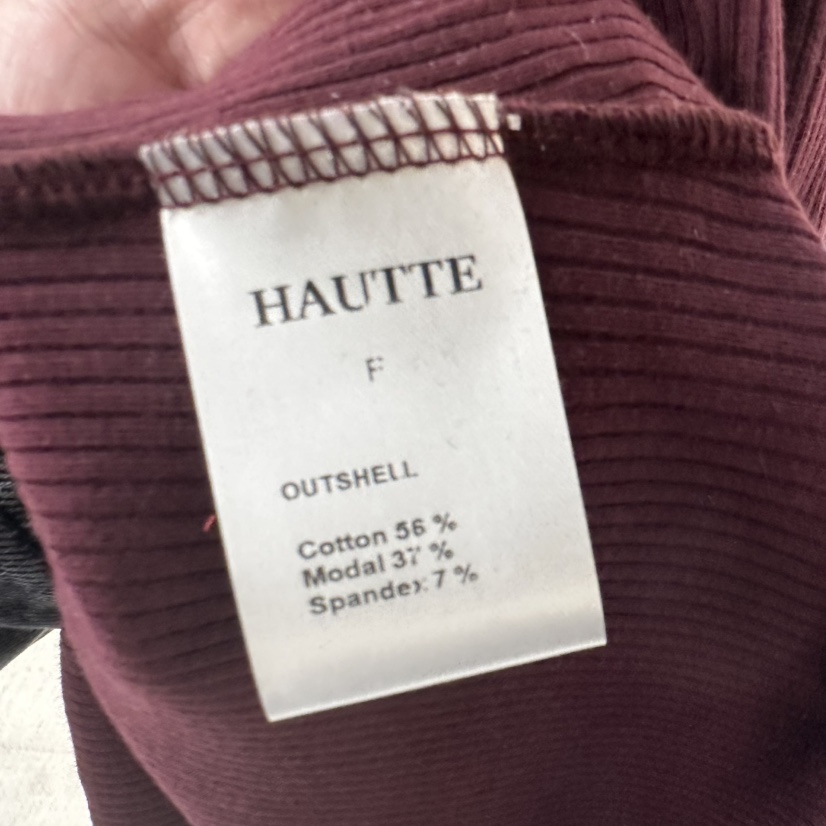 HAUTTE
F
OUTSHELL
Cotton 56 %
Modal 37 %
Spandex 7 %